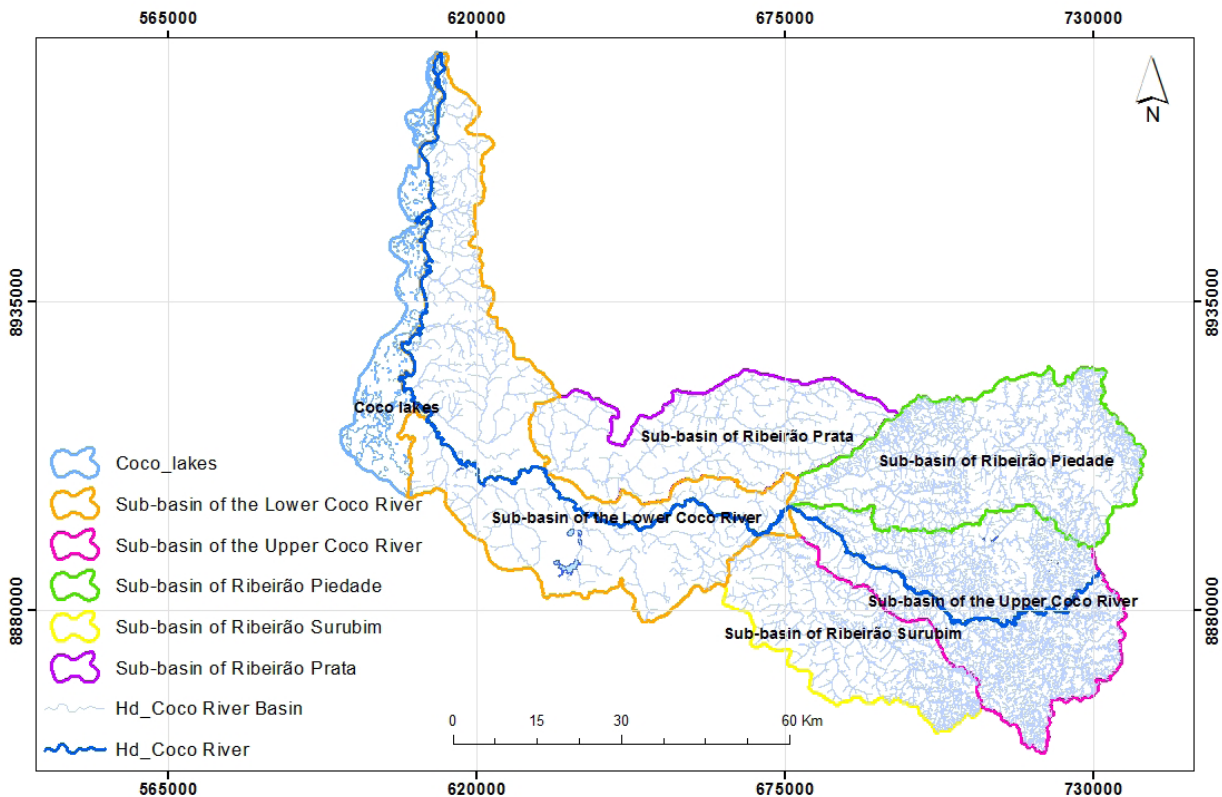 565000 620000 675000 730000
N
8935000 8935000
Coco lakes
Sub-basin of Ribeirão Prata
Sub-basin of Ribeirão Piedade
Sub-basin of the Lower Coco River
Sub-basin of the Upper Coco River
Sub-basin of Ribeirão Surubim
8880000 8880000
Coco_lakes
Sub-basin of the Lower Coco River
Sub-basin of the Upper Coco River
Sub-basin of Ribeirão Piedade
Sub-basin of Ribeirão Surubim
Sub-basin of Ribeirão Prata
Hd_Coco River Basin
Hd_Coco River
0 15 30 60 Km
565000 620000 675000 730000